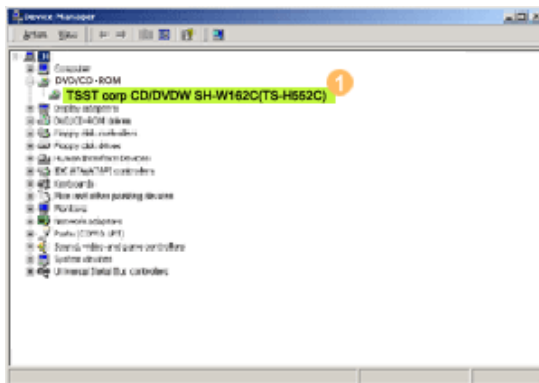 Device Manager
Action View
Computer
DVD/CD-ROM
TSST corp CD/DVDW SH-W162C(TS-H552C)
1
Display adapters
DVD/CD-ROM drives
Floppy disk controllers
Floppy disk drives
Human Interface Devices
IDE ATA/ATAPI controllers
Keyboards
Mice and other pointing devices
Monitors
Network adapters
Ports (COM & LPT)
Sound, video and game controllers
System devices
Universal Serial Bus controllers